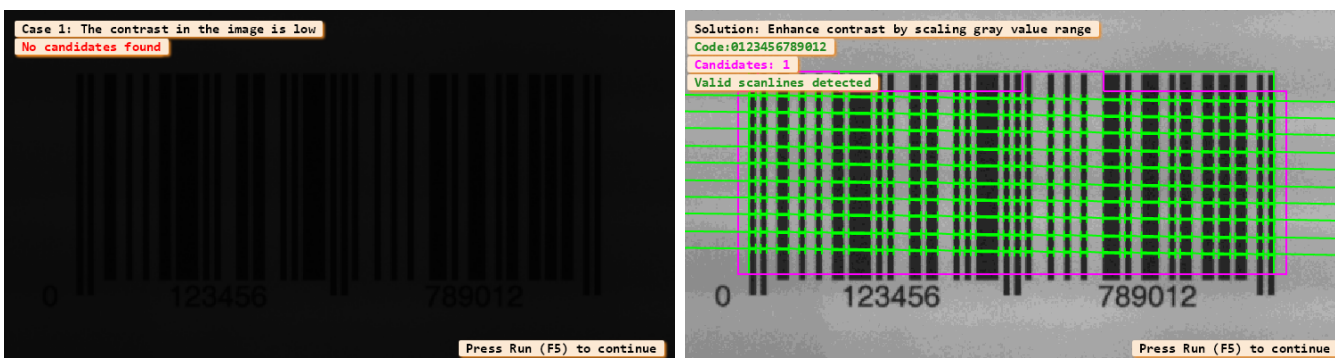 Case 1: The contrast in the image is low
No candidates found
0 123456 789012
Press Run (F5) to continue
Solution: Enhance contrast by scaling gray value range
Code:0123456789012
Candidates: 1
Valid scanlines detected
0 123456 789012
Press Run (F5) to continue